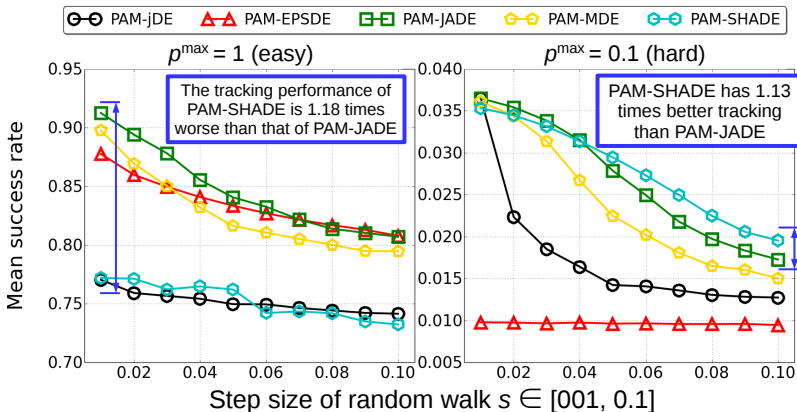 PAM-jDE PAM-EPSDE PAM-JADE PAM-MDE PAM-SHADE
p^max = 1 (easy)
p^max = 0.1 (hard)
Mean success rate
0.95
0.90
0.85
0.80
0.75
0.70
The tracking performance of
PAM-SHADE is 1.18 times
worse than that of PAM-JADE
0.02 0.04 0.06 0.08 0.10
0.040
0.035
0.030
0.025
0.020
0.015
0.010
0.005
PAM-SHADE has 1.13
times better tracking
than PAM-JADE
0.02 0.04 0.06 0.08 0.10
Step size of random walk s ∈ [001, 0.1]